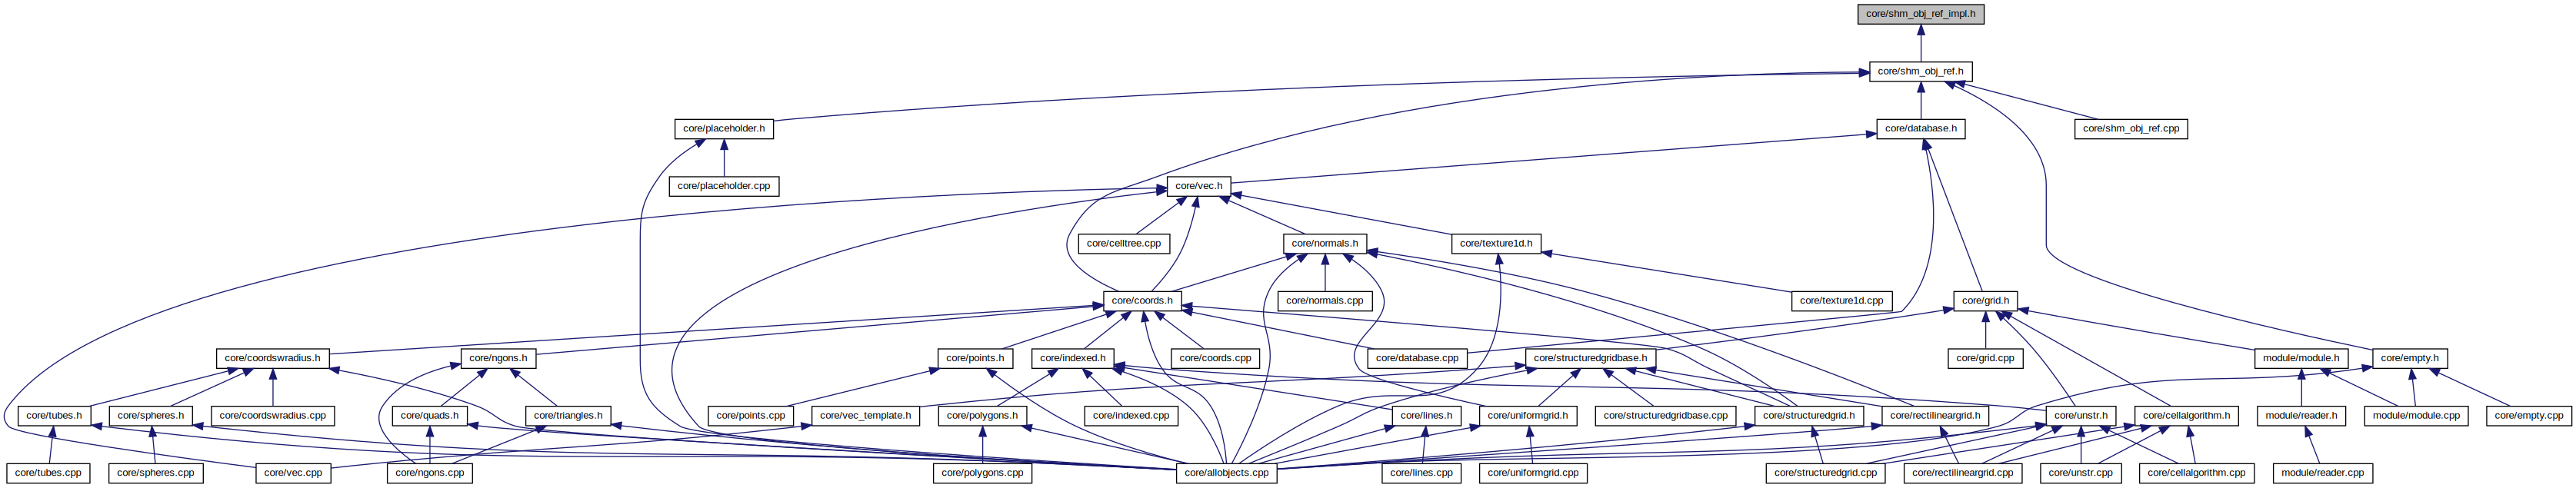 core/shm_obj_ref_impl.h
core/shm_obj_ref.h
core/placeholder.h
core/database.h
core/shm_obj_ref.cpp
core/placeholder.cpp
core/vec.h
core/celltree.cpp
core/normals.h
core/texture1d.h
core/coords.h
core/normals.cpp
core/texture1d.cpp
core/grid.h
core/coordswradius.h
core/ngons.h
core/points.h
core/indexed.h
core/coords.cpp
core/database.cpp
core/structuredgridbase.h
core/grid.cpp
module/module.h
core/empty.h
core/tubes.h
core/spheres.h
core/coordswradius.cpp
core/quads.h
core/triangles.h
core/points.cpp
core/vec_template.h
core/polygons.h
core/indexed.cpp
core/lines.h
core/uniformgrid.h
core/structuredgridbase.cpp
core/structuredgrid.h
core/rectilineargrid.h
core/unstr.h
core/cellalgorithm.h
module/reader.h
module/module.cpp
core/empty.cpp
core/tubes.cpp
core/spheres.cpp
core/vec.cpp
core/ngons.cpp
core/polygons.cpp
core/allobjects.cpp
core/lines.cpp
core/uniformgrid.cpp
core/structuredgrid.cpp
core/rectilineargrid.cpp
core/unstr.cpp
core/cellalgorithm.cpp
module/reader.cpp